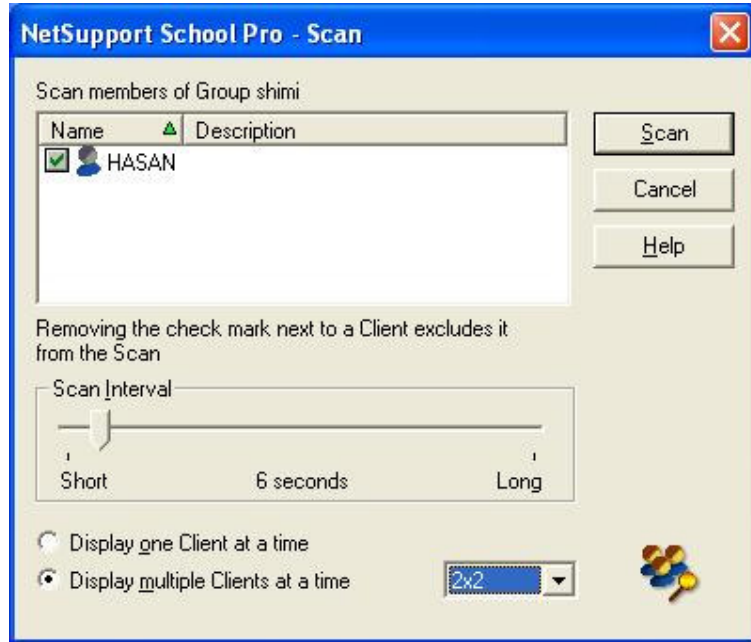 NetSupport School Pro - Scan
Scan members of Group shimi
Name Description
HASAN
Scan
Cancel
Help
Removing the check mark next to a Client excludes it
from the Scan
Scan Interval
Short 6 seconds Long
Display one Client at a time
Display multiple Clients at a time 2x2